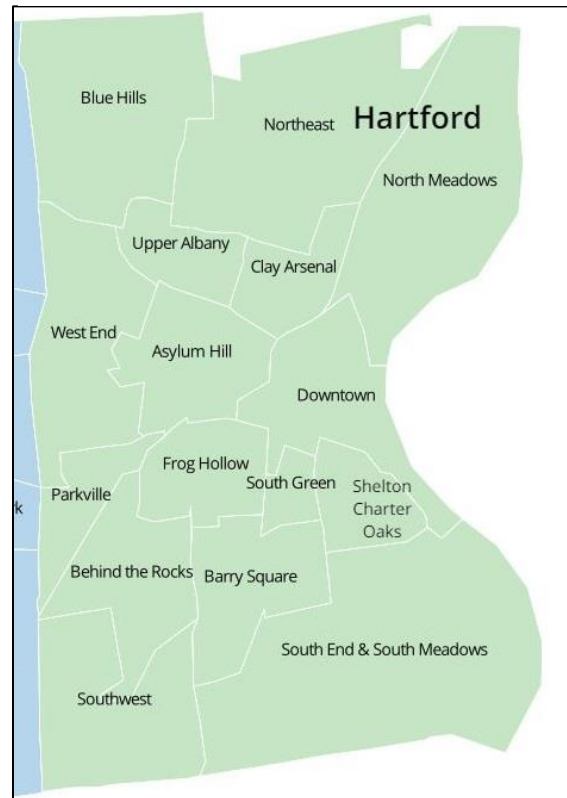 Blue Hills
Northeast
Hartford
North Meadows
Upper Albany
Clay Arsenal
West End
Asylum Hill
Downtown
Frog Hollow
South Green
Shelton
Charter
Oaks
Parkville
Behind the Rocks
Barry Square
South End & South Meadows
Southwest